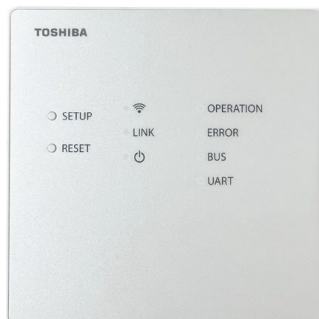 TOSHIBA
SETUP
RESET
LINK
OPERATION
ERROR
BUS
UART